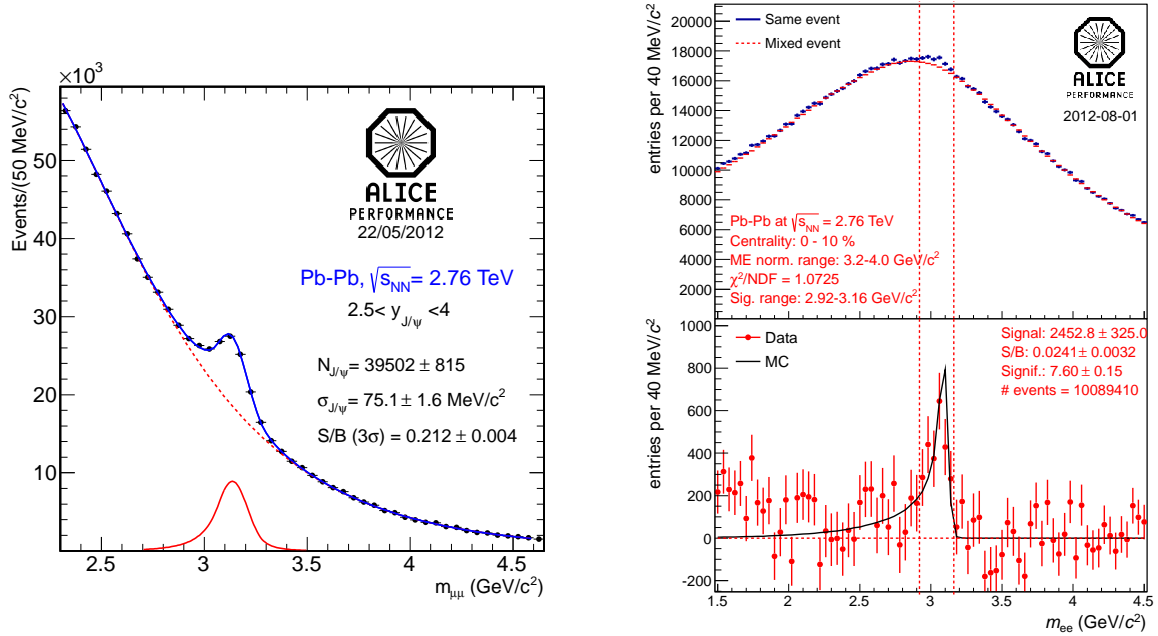 ×10³
Events/(50 MeV/c²)
50
40
30
20
10
2.5
3
3.5
4
4.5
m_μμ (GeV/c²)
ALICE
PERFORMANCE
22/05/2012
Pb-Pb, √s_NN = 2.76 TeV
2.5< y_J/ψ <4
N_J/ψ = 39502 ± 815
σ_J/ψ = 75.1 ± 1.6 MeV/c²
S/B (3σ) = 0.212 ± 0.004
entries per 40 MeV/c²
20000
18000
16000
14000
12000
10000
8000
6000
4000
2000
Same event
Mixed event
ALICE
PERFORMANCE
2012-08-01
Pb-Pb at √s_NN = 2.76 TeV
Centrality: 0 - 10 %
ME norm. range: 3.2-4.0 GeV/c²
χ²/NDF = 1.0725
Sig. range: 2.92-3.16 GeV/c²
entries per 40 MeV/c²
1000
800
600
400
200
0
-200
Data
MC
Signal: 2452.8 ± 325.0
S/B: 0.0241 ± 0.0032
Signif.: 7.60 ± 0.15
# events = 10089410
1.5
2
2.5
3
3.5
4
4.5
m_ee (GeV/c²)